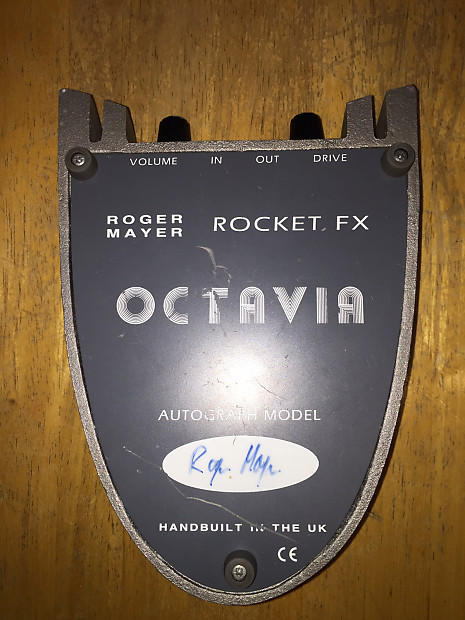 VOLUME IN OUT DRIVE
ROGER MAYER
ROCKET FX
OCTAVIA
AUTOGRAPH MODEL
HANDBUILT IN THE UK
CE